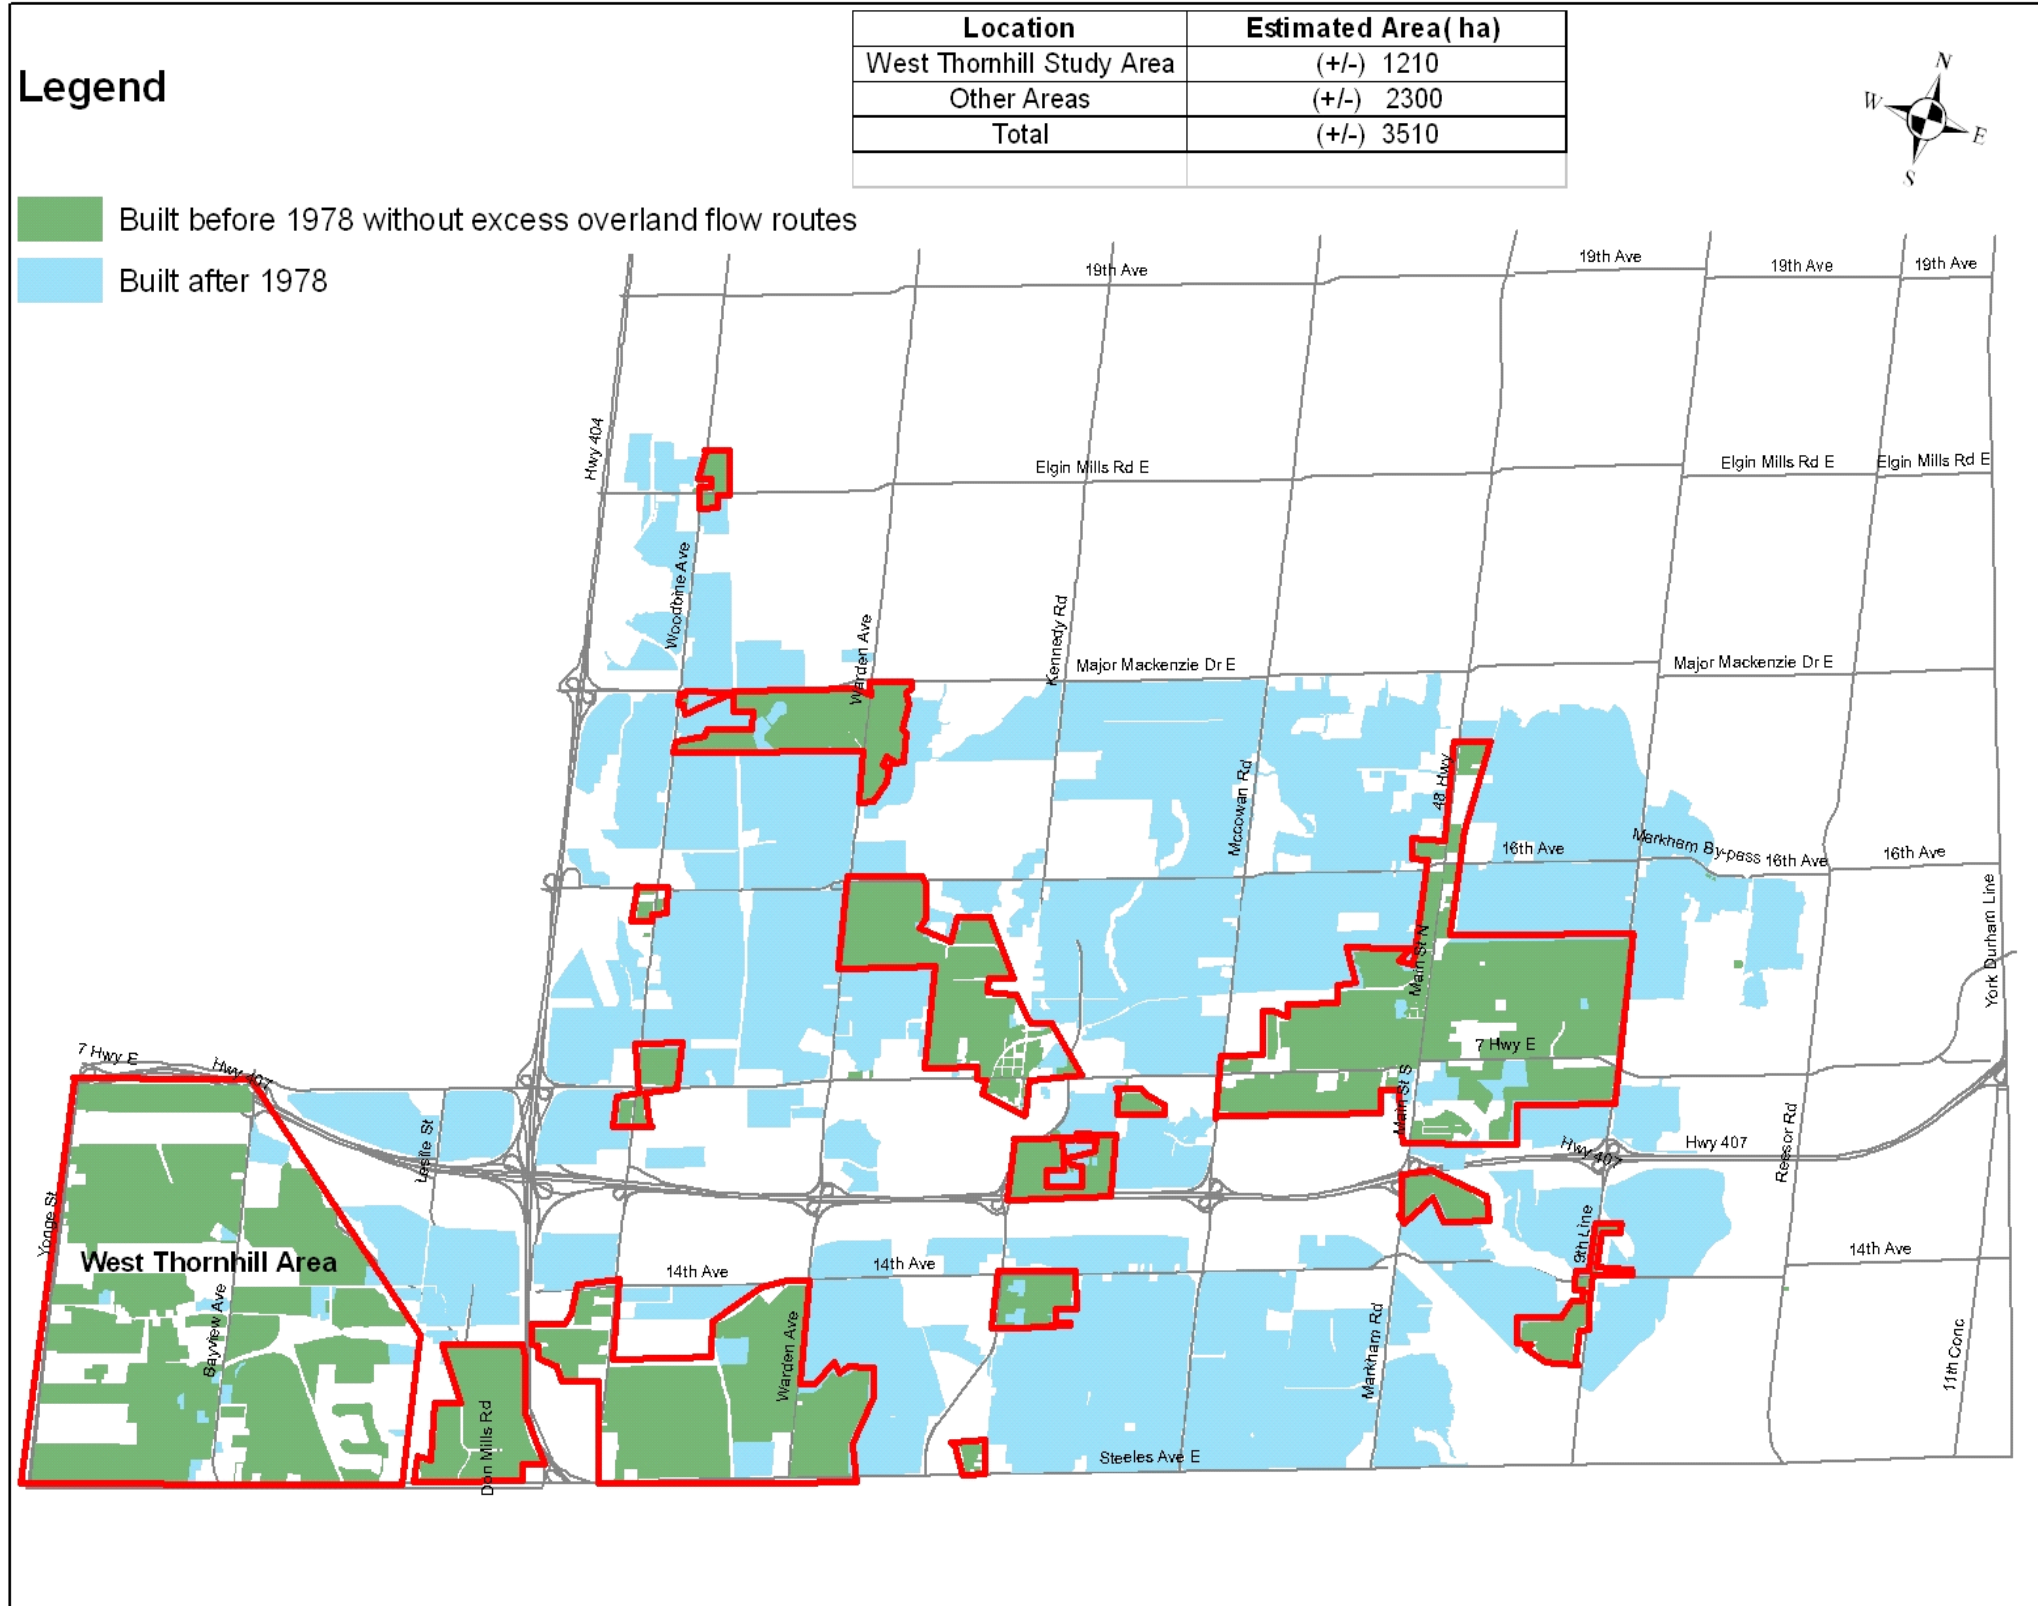 Location Estimated Area( ha)
West Thornhill Study Area (+/-) 1210
Other Areas (+/-) 2300
Total (+/-) 3510
Legend
N
W
E
S
Built before 1978 without excess overland flow routes
Built after 1978
19th Ave
19th Ave
19th Ave
19th Ave
Hwy 404
Elgin Mills Rd E
Elgin Mills Rd E
Elgin Mills Rd E
Woodbine Ave
Warden Ave
Kennedy Rd
Major Mackenzie Dr E
Major Mackenzie Dr E
48 Hwy
Mccowan Rd
16th Ave
Markham By-pass
16th Ave
16th Ave
Main St N
York Durham Line
7 Hwy E
Hwy 407
7 Hwy E
Main St S
Leslie St
Hwy 407
Hwy 407
Reesor Rd
Yonge St
West Thornhill Area
9th Line
14th Ave
14th Ave
14th Ave
Bayview Ave
Warden Ave
Markham Rd
11th Conc
Don Mills Rd
Steeles Ave E